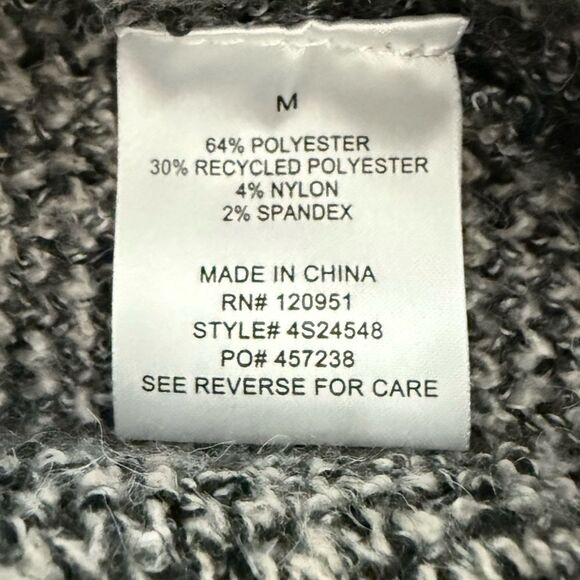 M
64% POLYESTER
30% RECYCLED POLYESTER
4% NYLON
2% SPANDEX
MADE IN CHINA
RN# 120951
STYLE# 4S24548
PO# 457238
SEE REVERSE FOR CARE